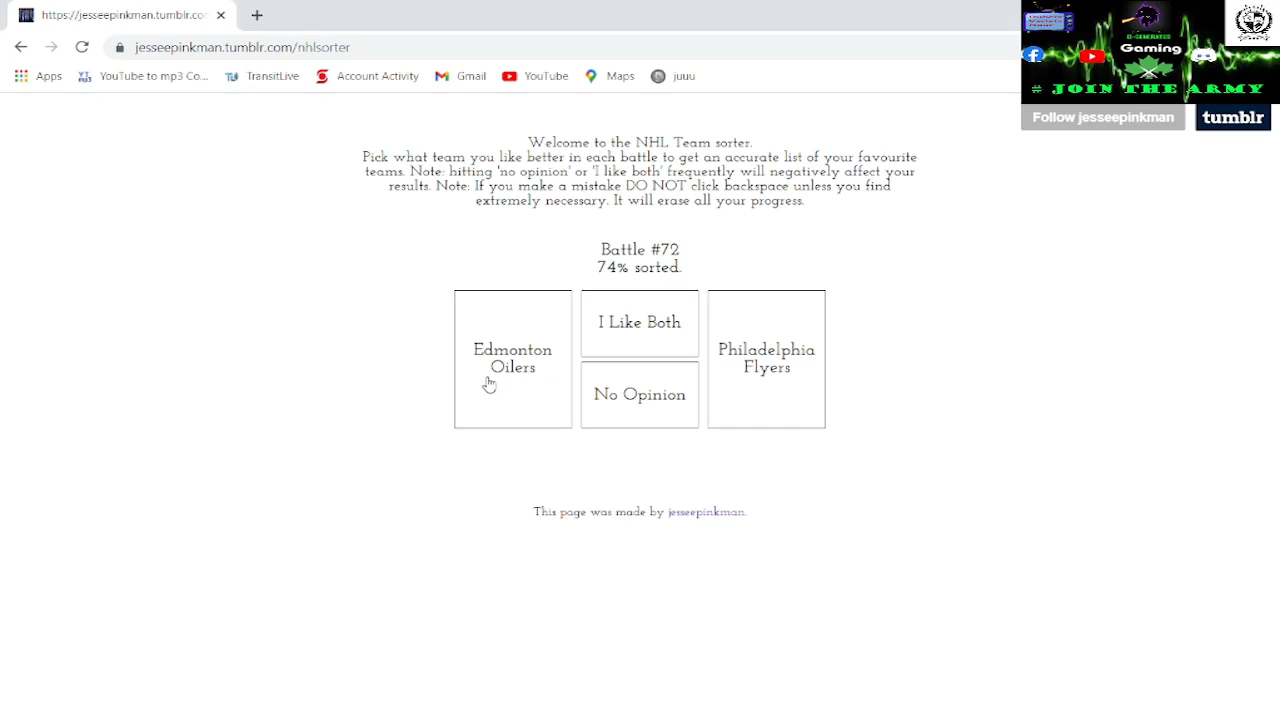 https://jesseepinkman.tumblr.co
jesseepinkman.tumblr.com/nhlsorter
Apps
YouTube to mp3 Co...
TransitLive
Account Activity
Gmail
YouTube
Maps
juuu
Gaming
# JOIN THE ARMY
Follow jesseepinkman
tumblr
Welcome to the NHL Team sorter.
Pick what team you like better in each battle to get an accurate list of your favourite
teams. Note: hitting 'no opinion' or 'I like both' frequently will negatively affect your
results. Note: If you make a mistake DO NOT click backspace unless you find
extremely necessary. It will erase all your progress.
Battle #72
74% sorted.
Edmonton
Oilers
I Like Both
No Opinion
Philadelphia
Flyers
This page was made by jesseepinkman.